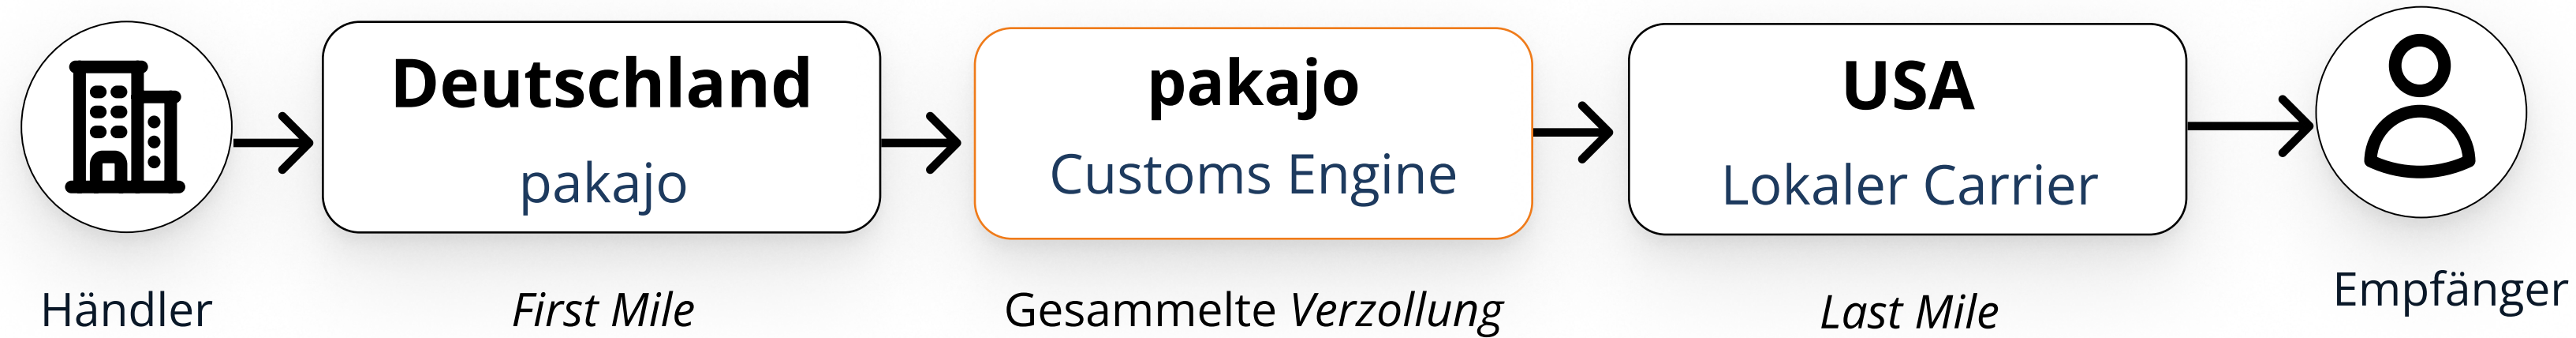 Deutschland
pakajo
pakajo
Customs Engine
USA
Lokaler Carrier
Händler
First Mile
Gesammelte Verzollung
Last Mile
Empfänger